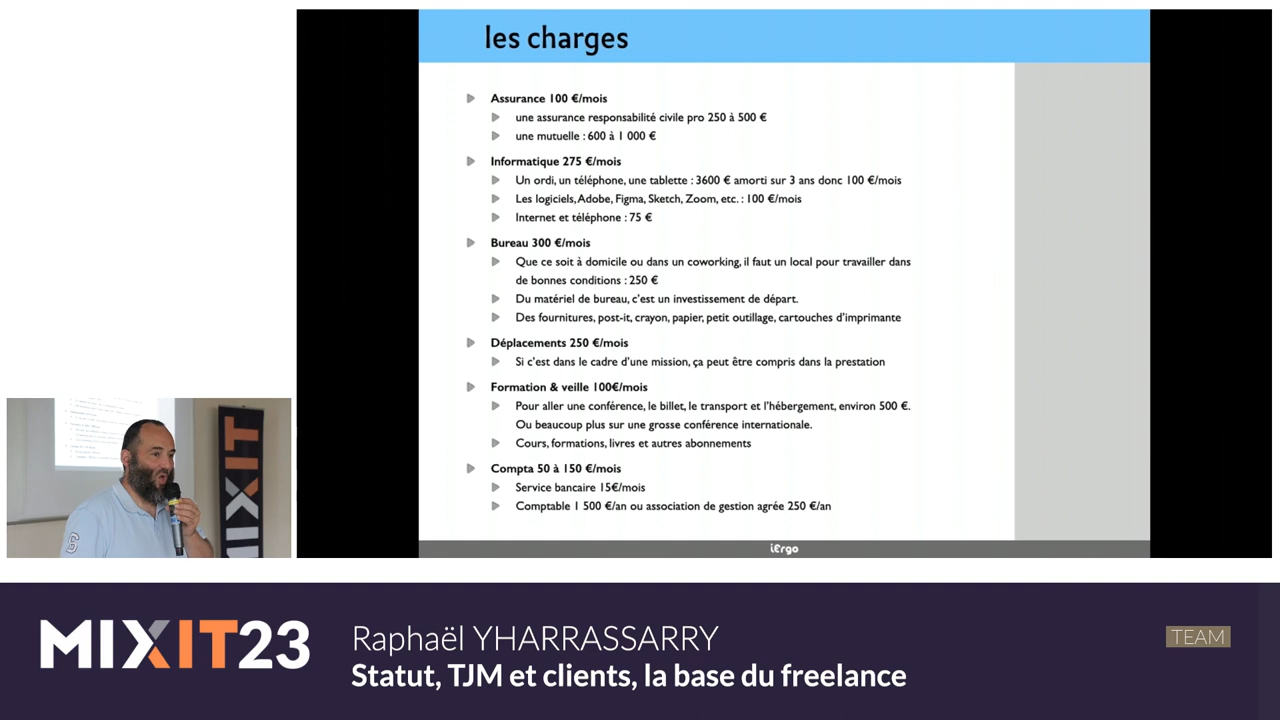 les charges
Assurance 100 €/mois
une assurance responsabilité civile pro 250 à 500 €
une mutuelle : 600 à 1 000 €
Informatique 275 €/mois
Un ordi, un téléphone, une tablette : 3600 € amorti sur 3 ans donc 100 €/mois
Les logiciels, Adobe, Figma, Sketch, Zoom, etc. : 100 €/mois
Internet et téléphone : 75 €
Bureau 300 €/mois
Que ce soit à domicile ou dans un coworking, il faut un local pour travailler dans
de bonnes conditions : 250 €
Du matériel de bureau, c'est un investissement de départ.
Des fournitures, post-it, crayon, papier, petit outillage, cartouches d'imprimante
Déplacements 250 €/mois
Si c'est dans le cadre d'une mission, ça peut être compris dans la prestation
Formation & veille 100€/mois
Pour aller une conférence, le billet, le transport et l'hébergement, environ 500 €.
Ou beaucoup plus sur une grosse conférence internationale.
Cours, formations, livres et autres abonnements
Compta 50 à 150 €/mois
Service bancaire 15€/mois
Comptable 1 500 €/an ou association de gestion agrée 250 €/an
i€rgo
MIXIT
MIXIT23
Raphaël YHARRASSARRY
TEAM
Statut, TJM et clients, la base du freelance